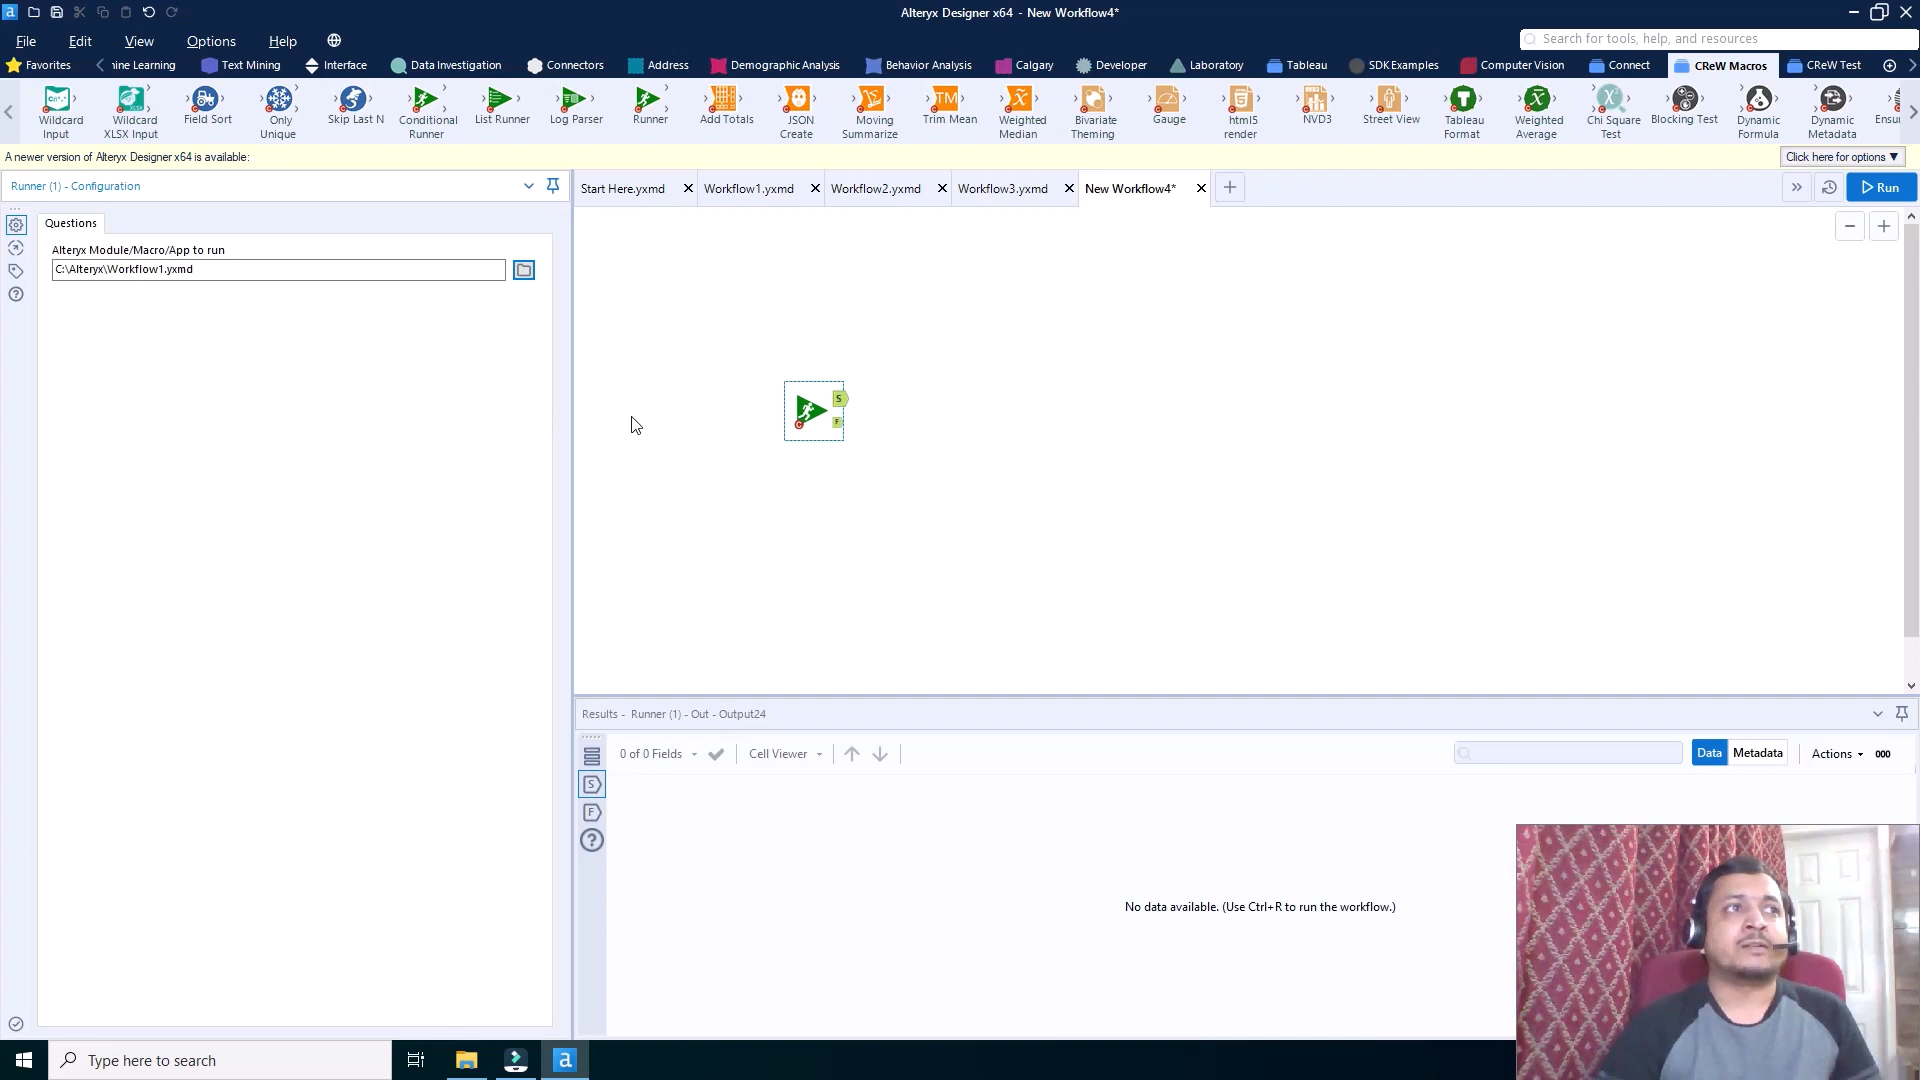 Alteryx Designer x64 - New Workflow4*
File Edit View Options Help
Search for tools, help, and resources
Favorites
ine Learning
Text Mining
Interface
Data Investigation
Connectors
Address
Demographic Analysis
Behavior Analysis
Calgary
Developer
Laboratory
Tableau
SDK Examples
Computer Vision
Connect
CReW Macros
CReW Test
Wildcard
Input
Wildcard
XLSX Input
Field Sort
Only
Unique
Skip Last N
Conditional
Runner
List Runner
Log Parser
Runner
Add Totals
JSON
Create
Moving
Summarize
Trim Mean
Weighted
Median
Bivariate
Theming
Gauge
html5
render
NVD3
Street View
Tableau
Format
Weighted
Average
Chi Square
Test
Blocking Test
Dynamic
Formula
Dynamic
Metadata
Ensu
A newer version of Alteryx Designer x64 is available:
Click here for options ▼
Runner (1) - Configuration
Start Here.yxmd
Workflow1.yxmd
Workflow2.yxmd
Workflow3.yxmd
New Workflow4*
Run
Questions
Alteryx Module/Macro/App to run
C:\Alteryx\Workflow1.yxmd
S
F
Results - Runner (1) - Out - Output24
0 of 0 Fields
Cell Viewer
Data
Metadata
Actions
000
S
F
No data available. (Use Ctrl+R to run the workflow.)
Type here to search